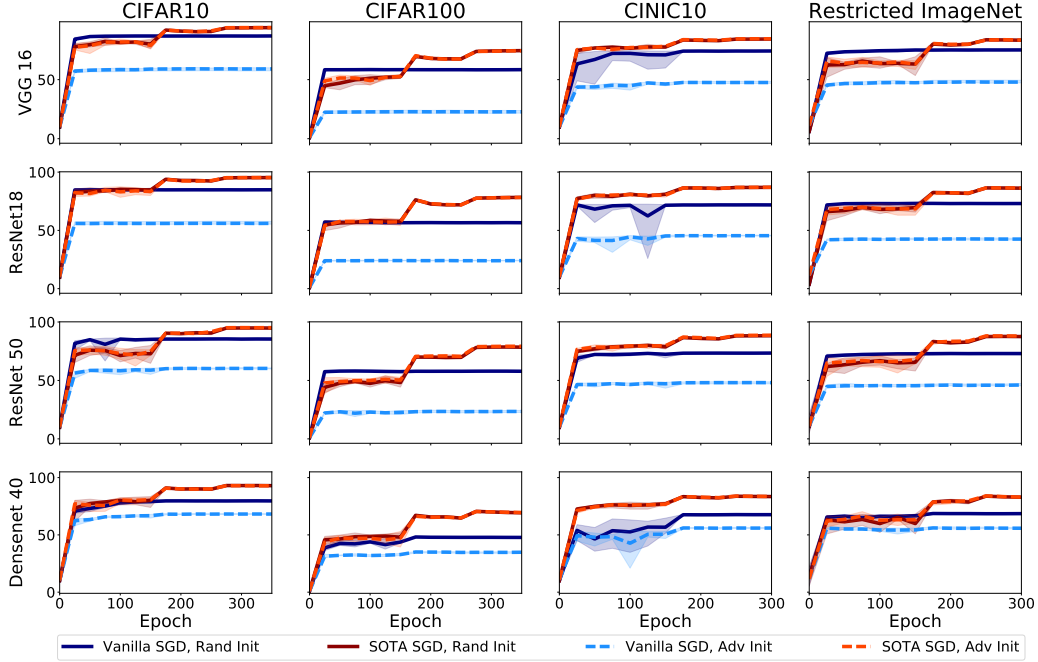 CIFAR10 CIFAR100 CINIC10 Restricted ImageNet
VGG 16
50
0
ResNet18
100
50
0
ResNet 50
100
50
0
Densenet 40
100
50
0
0 100 200 300 0 100 200 300 0 100 200 300 0 100 200 300
Epoch Epoch Epoch Epoch
Vanilla SGD, Rand Init SOTA SGD, Rand Init Vanilla SGD, Adv Init SOTA SGD, Adv Init